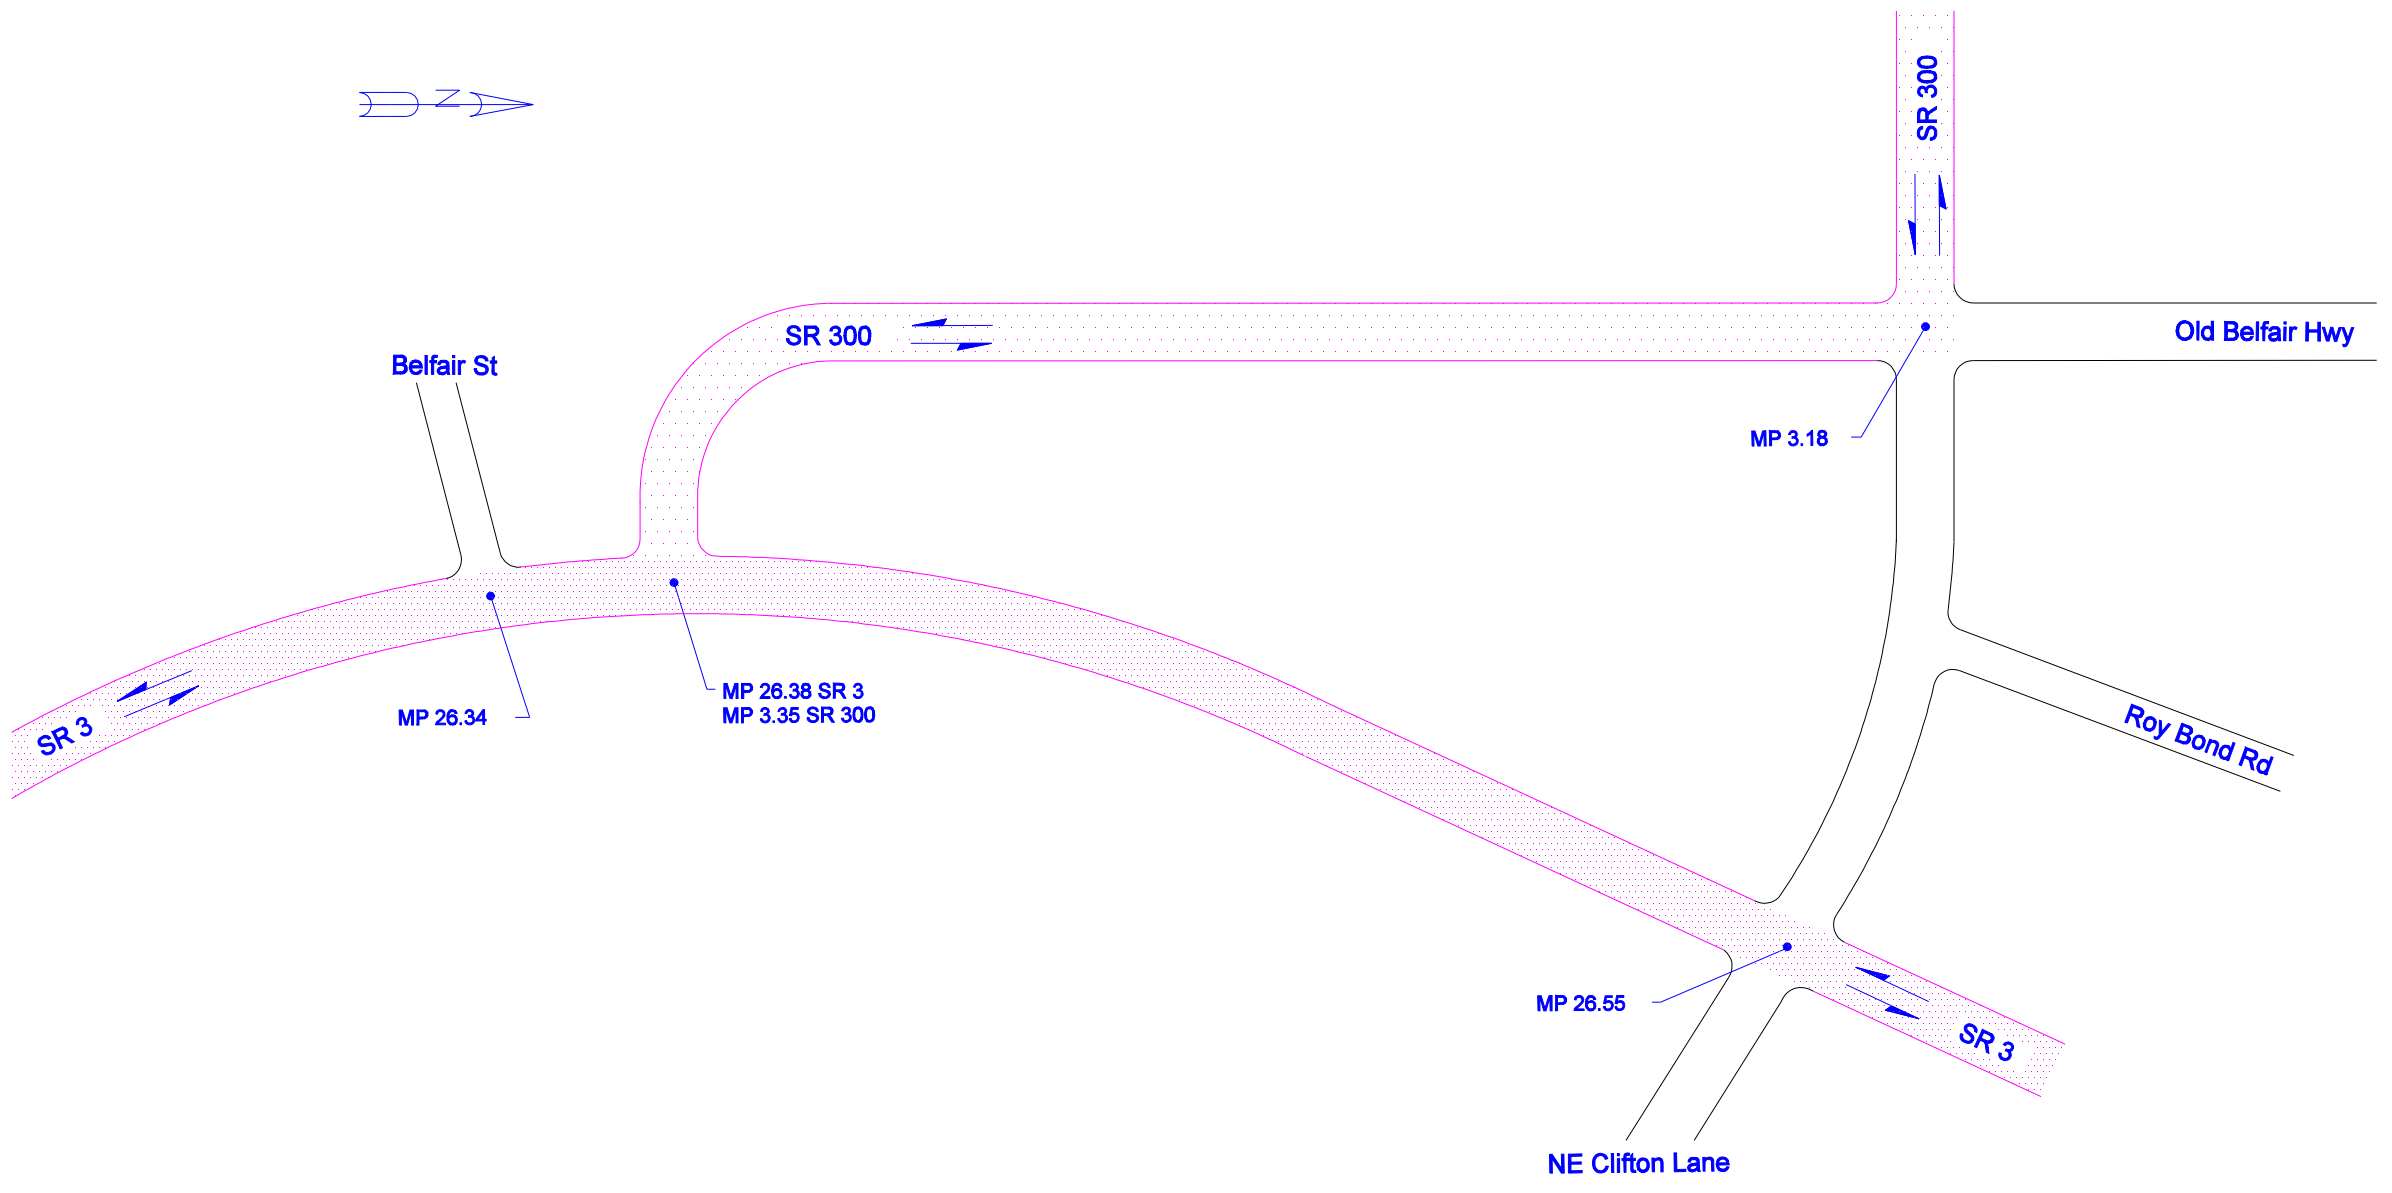 SR 300
N
SR 300
Old Belfair Hwy
Belfair St
MP 3.18
MP 26.38 SR 3
MP 3.35 SR 300
MP 26.34
SR 3
Roy Bond Rd
MP 26.55
SR 3
NE Clifton Lane